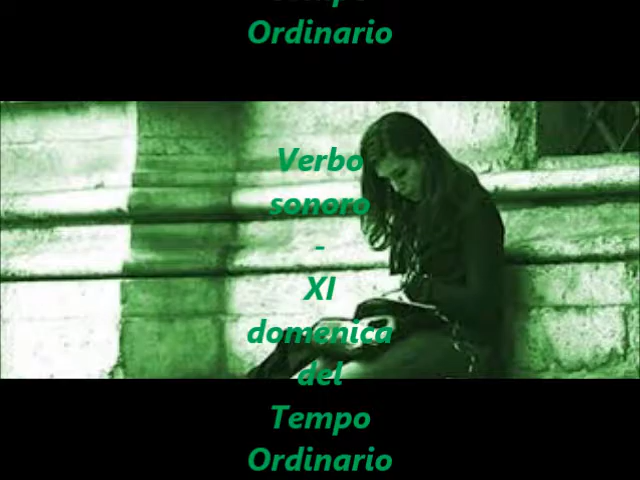 Ordinario
Verbo
sonoro
-
XI
domenica
del
Tempo
Ordinario